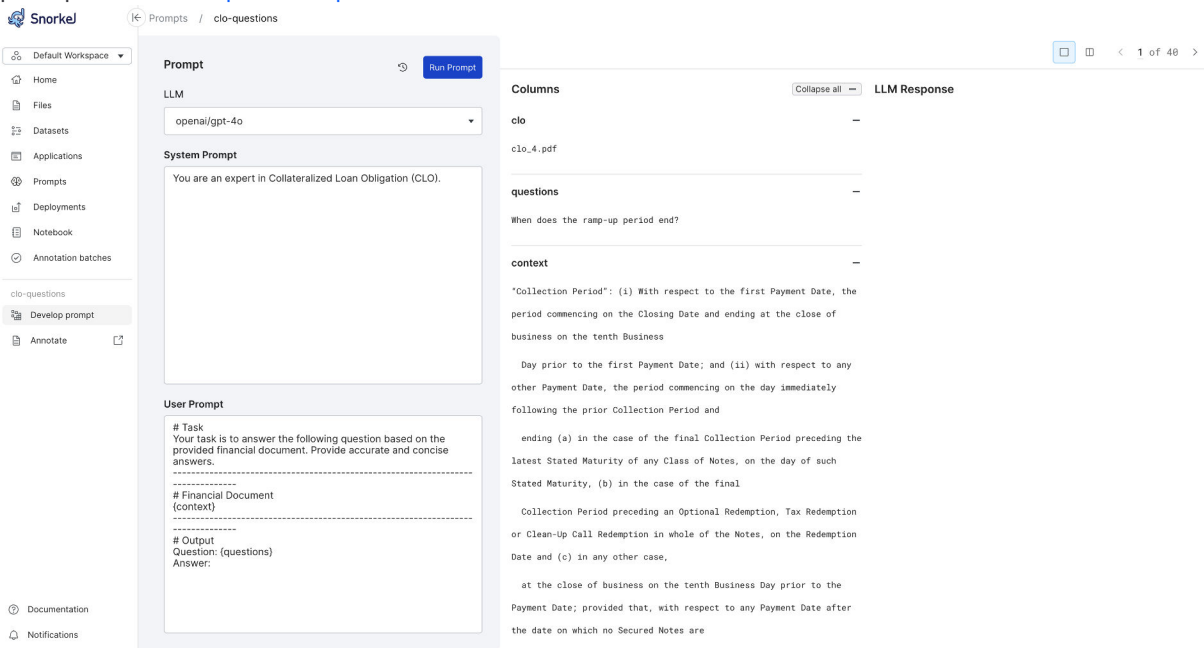 Snorkel
Prompts / clo-questions
Default Workspace
Home
Files
Datasets
Applications
Prompts
Deployments
Notebook
Annotation batches
clo-questions
Develop prompt
Annotate
Documentation
Notifications
Prompt
Run Prompt
LLM
openai/gpt-4o
System Prompt
You are an expert in Collateralized Loan Obligation (CLO).
User Prompt
# Task
Your task is to answer the following question based on the
provided financial document. Provide accurate and concise
answers.
--------------------------------------------------------------------
--------------
# Financial Document
{context}
--------------------------------------------------------------------
--------------
# Output
Question: {questions}
Answer:
1 of 40
Columns
Collapse all
LLM Response
clo
clo_4.pdf
questions
When does the ramp-up period end?
context
"Collection Period": (i) With respect to the first Payment Date, the
period commencing on the Closing Date and ending at the close of
business on the tenth Business
Day prior to the first Payment Date; and (ii) with respect to any
other Payment Date, the period commencing on the day immediately
following the prior Collection Period and
ending (a) in the case of the final Collection Period preceding the
latest Stated Maturity of any Class of Notes, on the day of such
Stated Maturity, (b) in the case of the final
Collection Period preceding an Optional Redemption, Tax Redemption
or Clean-Up Call Redemption in whole of the Notes, on the Redemption
Date and (c) in any other case,
at the close of business on the tenth Business Day prior to the
Payment Date; provided that, with respect to any Payment Date after
the date on which no Secured Notes are